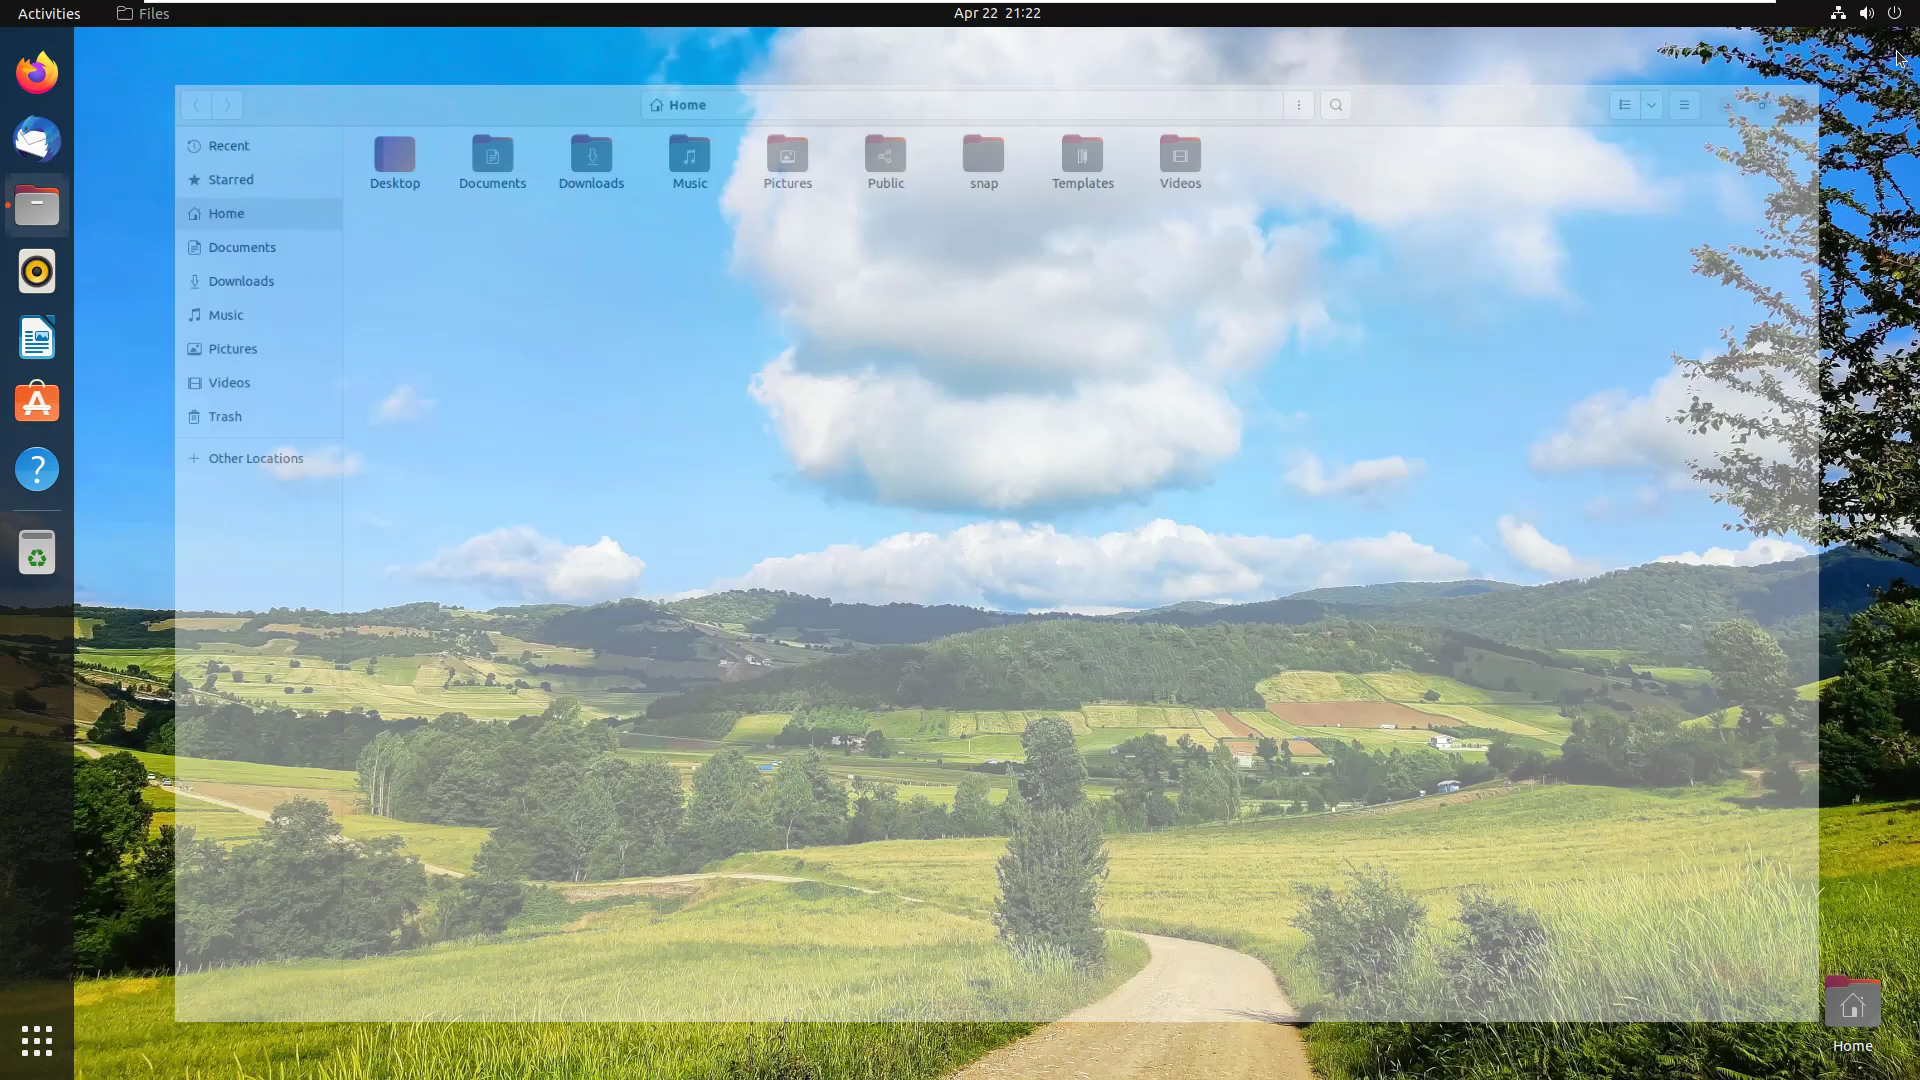 Activities Files Apr 22 21:22
Home
Recent
Starred
Home
Documents
Downloads
Music
Pictures
Videos
Trash
Other Locations
Desktop Documents Downloads Music Pictures Public snap Templates Videos
Home